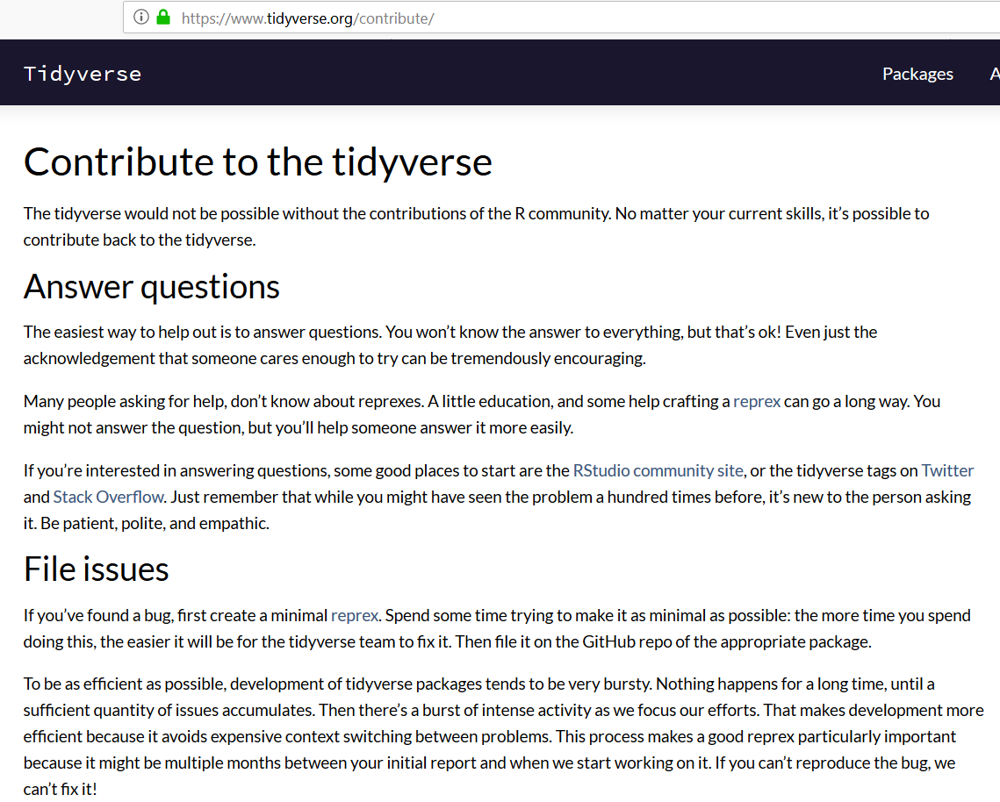 https://www.tidyverse.org/contribute/
Tidyverse
Packages
A
Contribute to the tidyverse
The tidyverse would not be possible without the contributions of the R community. No matter your current skills, it’s possible to
contribute back to the tidyverse.
Answer questions
The easiest way to help out is to answer questions. You won’t know the answer to everything, but that’s ok! Even just the
acknowledgement that someone cares enough to try can be tremendously encouraging.
Many people asking for help, don’t know about reprexes. A little education, and some help crafting a reprex can go a long way. You
might not answer the question, but you’ll help someone answer it more easily.
If you’re interested in answering questions, some good places to start are the RStudio community site, or the tidyverse tags on Twitter
and Stack Overflow. Just remember that while you might have seen the problem a hundred times before, it’s new to the person asking
it. Be patient, polite, and empathic.
File issues
If you’ve found a bug, first create a minimal reprex. Spend some time trying to make it as minimal as possible: the more time you spend
doing this, the easier it will be for the tidyverse team to fix it. Then file it on the GitHub repo of the appropriate package.
To be as efficient as possible, development of tidyverse packages tends to be very bursty. Nothing happens for a long time, until a
sufficient quantity of issues accumulates. Then there’s a burst of intense activity as we focus our efforts. That makes development more
efficient because it avoids expensive context switching between problems. This process makes a good reprex particularly important
because it might be multiple months between your initial report and when we start working on it. If you can’t reproduce the bug, we
can’t fix it!